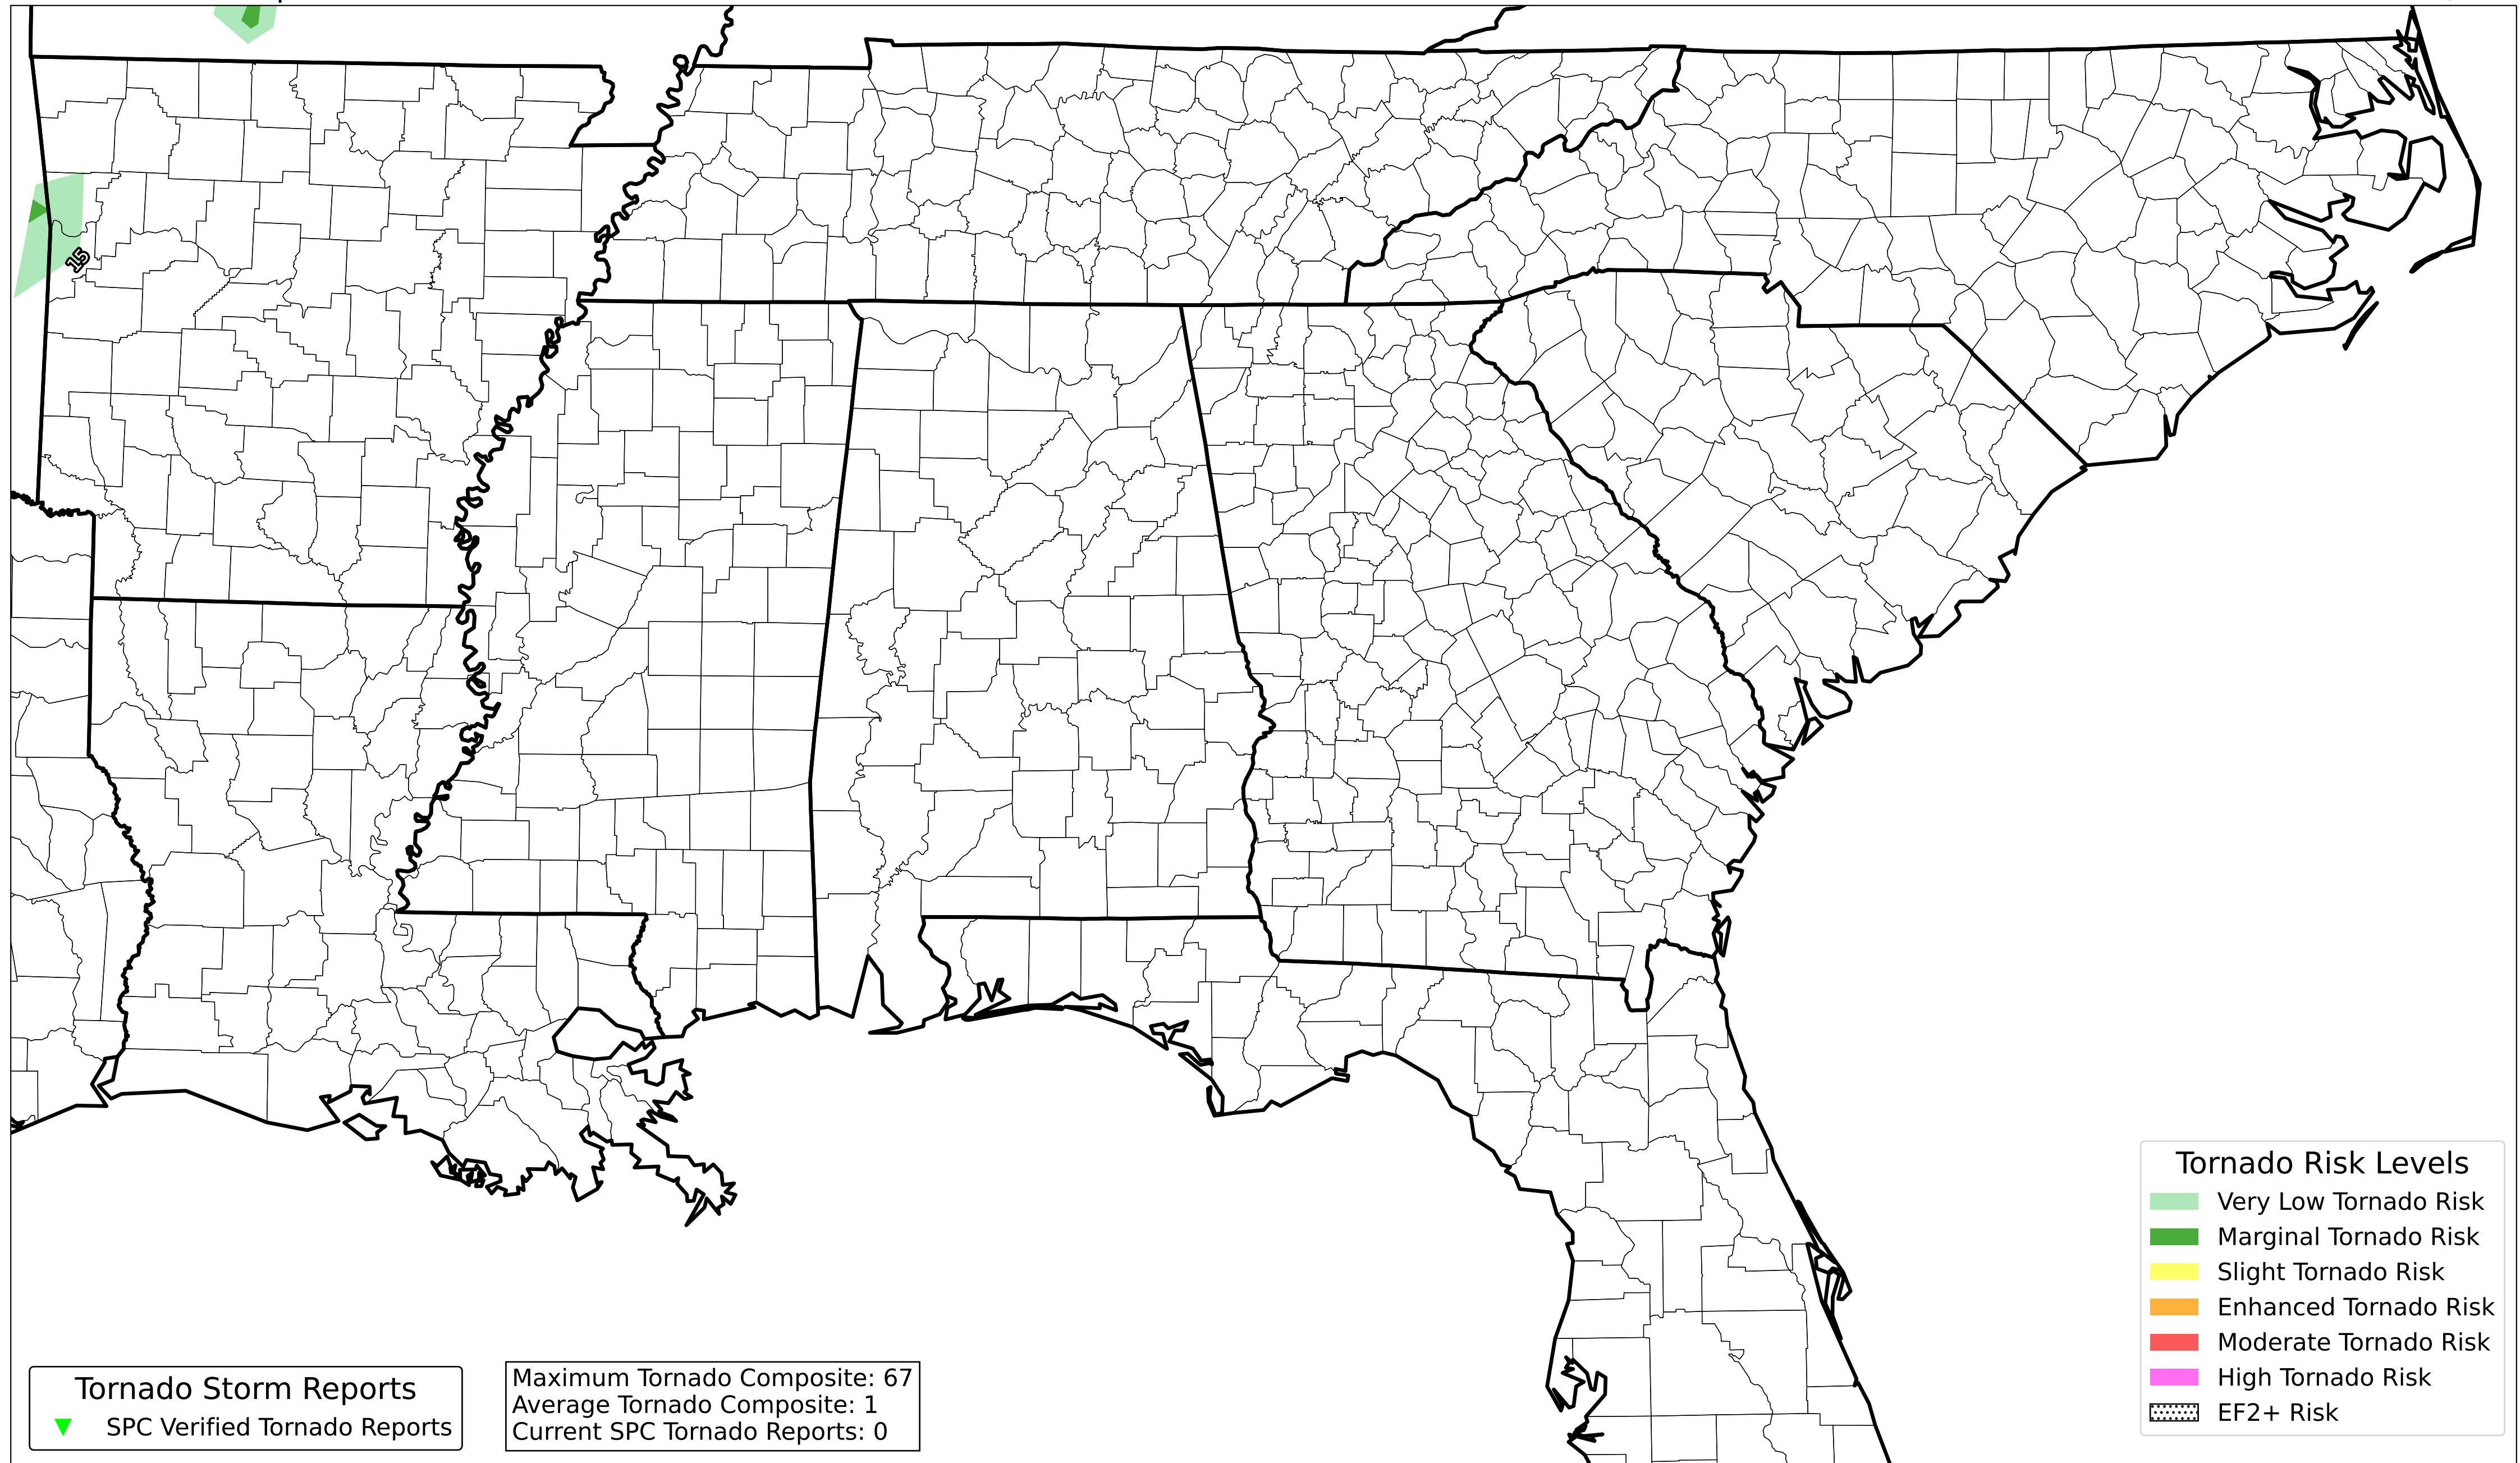 15
Tornado Risk Levels
Very Low Tornado Risk
Marginal Tornado Risk
Slight Tornado Risk
Enhanced Tornado Risk
Moderate Tornado Risk
High Tornado Risk
EF2+ Risk
Tornado Storm Reports
SPC Verified Tornado Reports
Maximum Tornado Composite: 67
Average Tornado Composite: 1
Current SPC Tornado Reports: 0